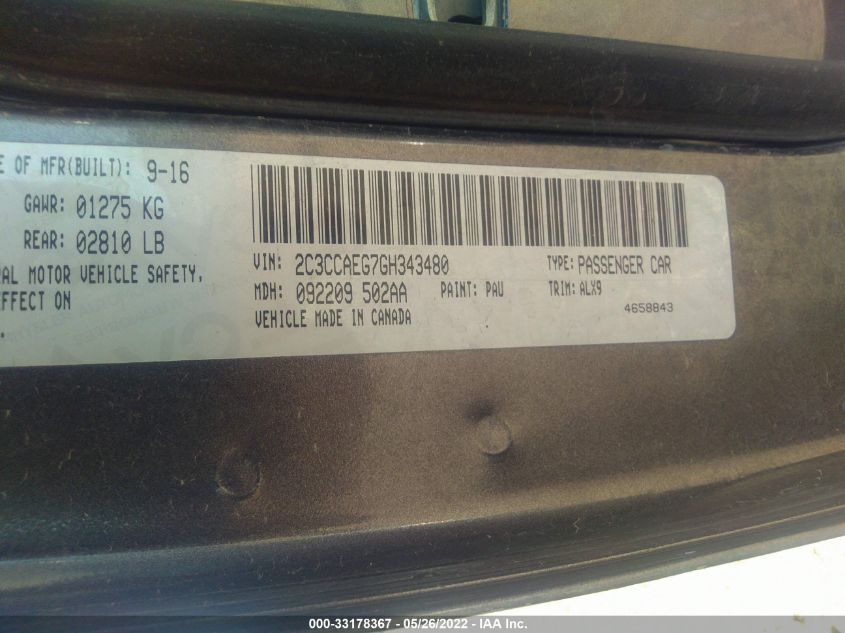 E OF MFR(BUILT): 9-16
GAWR: 01275 KG
REAR: 02810 LB
AL MOTOR VEHICLE SAFETY,
EFFECT ON
VIN: 2C3CCAEG7GH343480 TYPE: PASSENGER CAR
MDH: 092209 502AA PAINT: PAU TRIM: ALX9
VEHICLE MADE IN CANADA 4658843
000-33178367 - 05/26/2022 - IAA Inc.